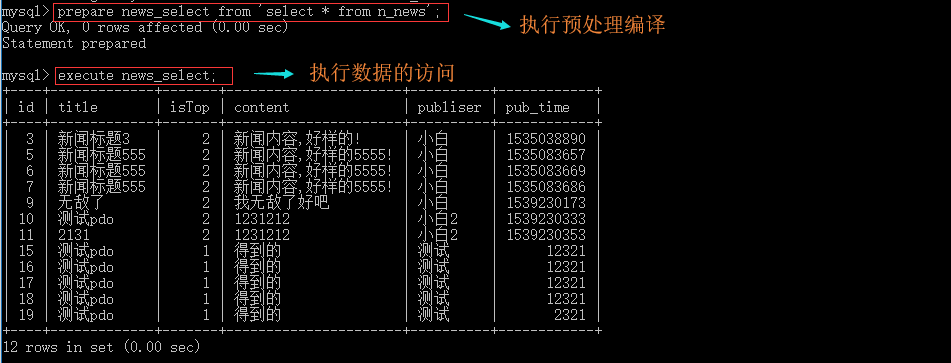 mysql> prepare news_select from 'select * from n_news';
执行预处理编译
Query OK, 0 rows affected (0.00 sec)
Statement prepared
mysql> execute news_select;
执行数据的访问
+----+-------------+-------+----------------------+-----------+------------+
| id | title | isTop | content | publiser | pub_time |
+----+-------------+-------+----------------------+-----------+------------+
| 3 | 新闻标题3 | 2 | 新闻内容,好样的! | 小白 | 1535038890 |
| 5 | 新闻标题555 | 2 | 新闻内容,好样的5555! | 小白 | 1535083657 |
| 6 | 新闻标题555 | 2 | 新闻内容,好样的5555! | 小白 | 1535083669 |
| 7 | 新闻标题555 | 2 | 新闻内容,好样的5555! | 小白 | 1535083686 |
| 9 | 无敌了 | 2 | 我无敌了好吧 | 小白 | 1539230173 |
| 10 | 测试pdo | 2 | 1231212 | 小白2 | 1539230333 |
| 11 | 2131 | 2 | 1231212 | 小白2 | 1539230353 |
| 15 | 测试pdo | 1 | 得到的 | 测试 | 12321 |
| 16 | 测试pdo | 1 | 得到的 | 测试 | 12321 |
| 17 | 测试pdo | 1 | 得到的 | 测试 | 12321 |
| 18 | 测试pdo | 1 | 得到的 | 测试 | 12321 |
| 19 | 测试pdo | 1 | 得到的 | 测试 | 2321 |
+----+-------------+-------+----------------------+-----------+------------+
12 rows in set (0.00 sec)